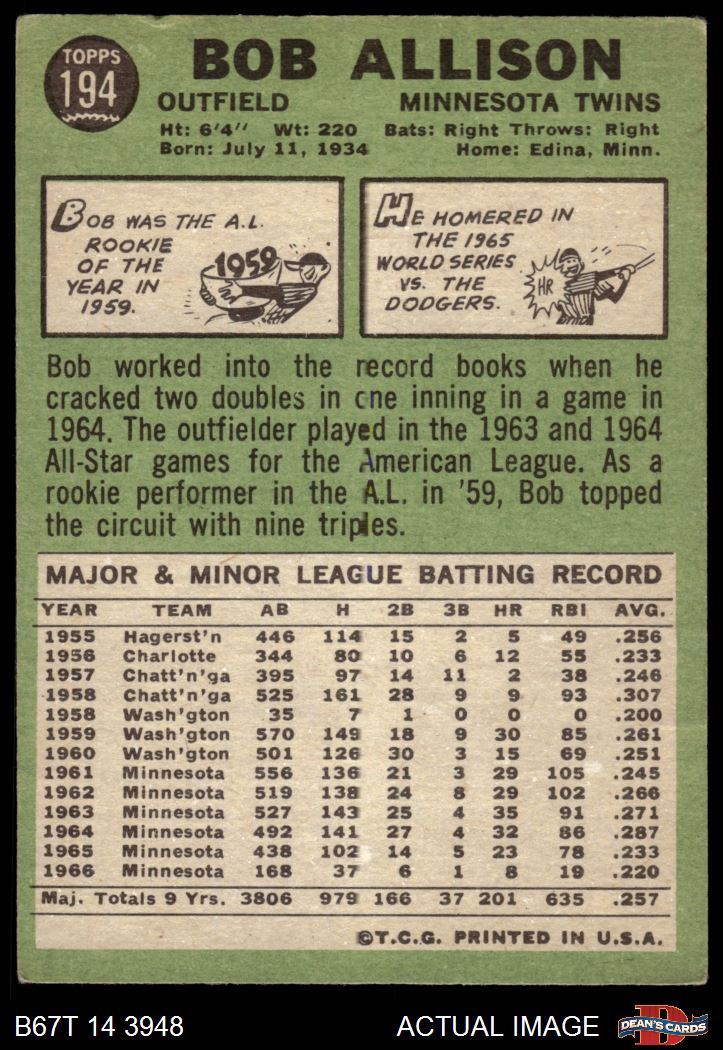 TOPPS
194
BOB ALLISON
OUTFIELD MINNESOTA TWINS
Ht: 6'4" Wt: 220 Bats: Right Throws: Right
Born: July 11, 1934 Home: Edina, Minn.
BOB WAS THE A.L.
ROOKIE
OF THE
YEAR IN
1959.
1959
HE HOMERED IN
THE 1965
WORLD SERIES
VS. THE
DODGERS.
HR
Bob worked into the record books when he
cracked two doubles in one inning in a game in
1964. The outfielder played in the 1963 and 1964
All-Star games for the American League. As a
rookie performer in the A.L. in '59, Bob topped
the circuit with nine triples.
MAJOR & MINOR LEAGUE BATTING RECORD
YEAR TEAM AB H 2B 3B HR RBI AVG.
1955 Hagerst'n 446 114 15 2 5 49 .256
1956 Charlotte 344 80 10 6 12 55 .233
1957 Chatt'n'ga 395 97 14 11 2 38 .246
1958 Chatt'n'ga 525 161 28 9 9 93 .307
1958 Wash'gton 35 7 1 0 0 0 .200
1959 Wash'gton 570 149 18 9 30 85 .261
1960 Wash'gton 501 126 30 3 15 69 .251
1961 Minnesota 556 136 21 3 29 105 .245
1962 Minnesota 519 138 24 8 29 102 .266
1963 Minnesota 527 143 25 4 35 91 .271
1964 Minnesota 492 141 27 4 32 86 .287
1965 Minnesota 438 102 14 5 23 78 .233
1966 Minnesota 168 37 6 1 8 19 .220
Maj. Totals 9 Yrs. 3806 979 166 37 201 635 .257
©T.C.G. PRINTED IN U.S.A.
B67T 14 3948 ACTUAL IMAGE
D
DEAN'S CARDS